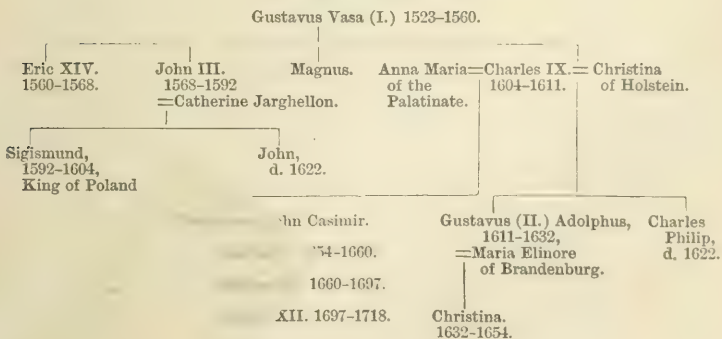 Gustavus Vasa (I.) 1523-1560.
Eric XIV. John III. Magnus. Anna Maria=Charles IX.=Christina
1560-1568. 1568-1592 of the 1604-1611. of Holstein.
=Catherine Jarghellon. Palatinate.
Sigismund, John,
1592-1604, d. 1622.
King of Poland
Casimir. Gustavus (II.) Adolphus, Charles
1611-1632, Philip,
-1660. =Maria Elinore d. 1622.
of Brandenburg.
1660-1697.
XII. 1697-1718. Christina.
1632-1654.